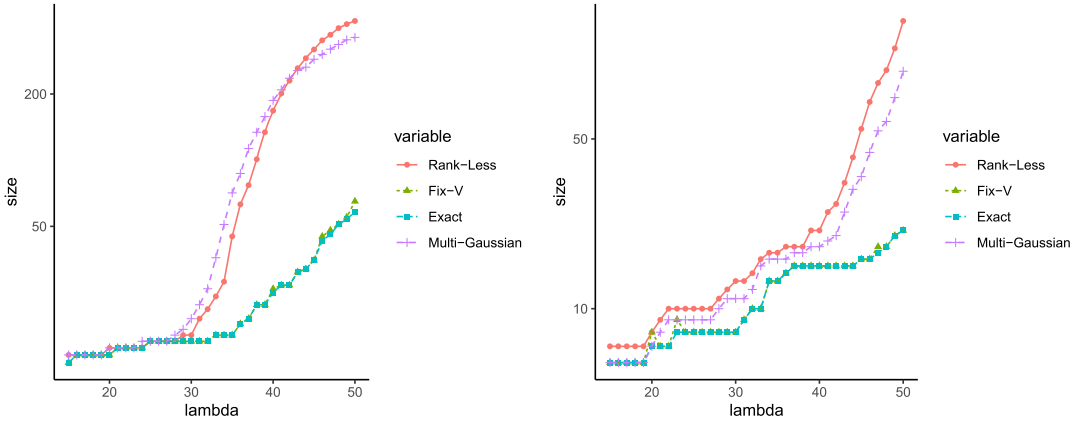 size
200
50
20
30
40
50
lambda
variable
Rank−Less
Fix−V
Exact
Multi−Gaussian
size
50
10
20
30
40
50
lambda
variable
Rank−Less
Fix−V
Exact
Multi−Gaussian